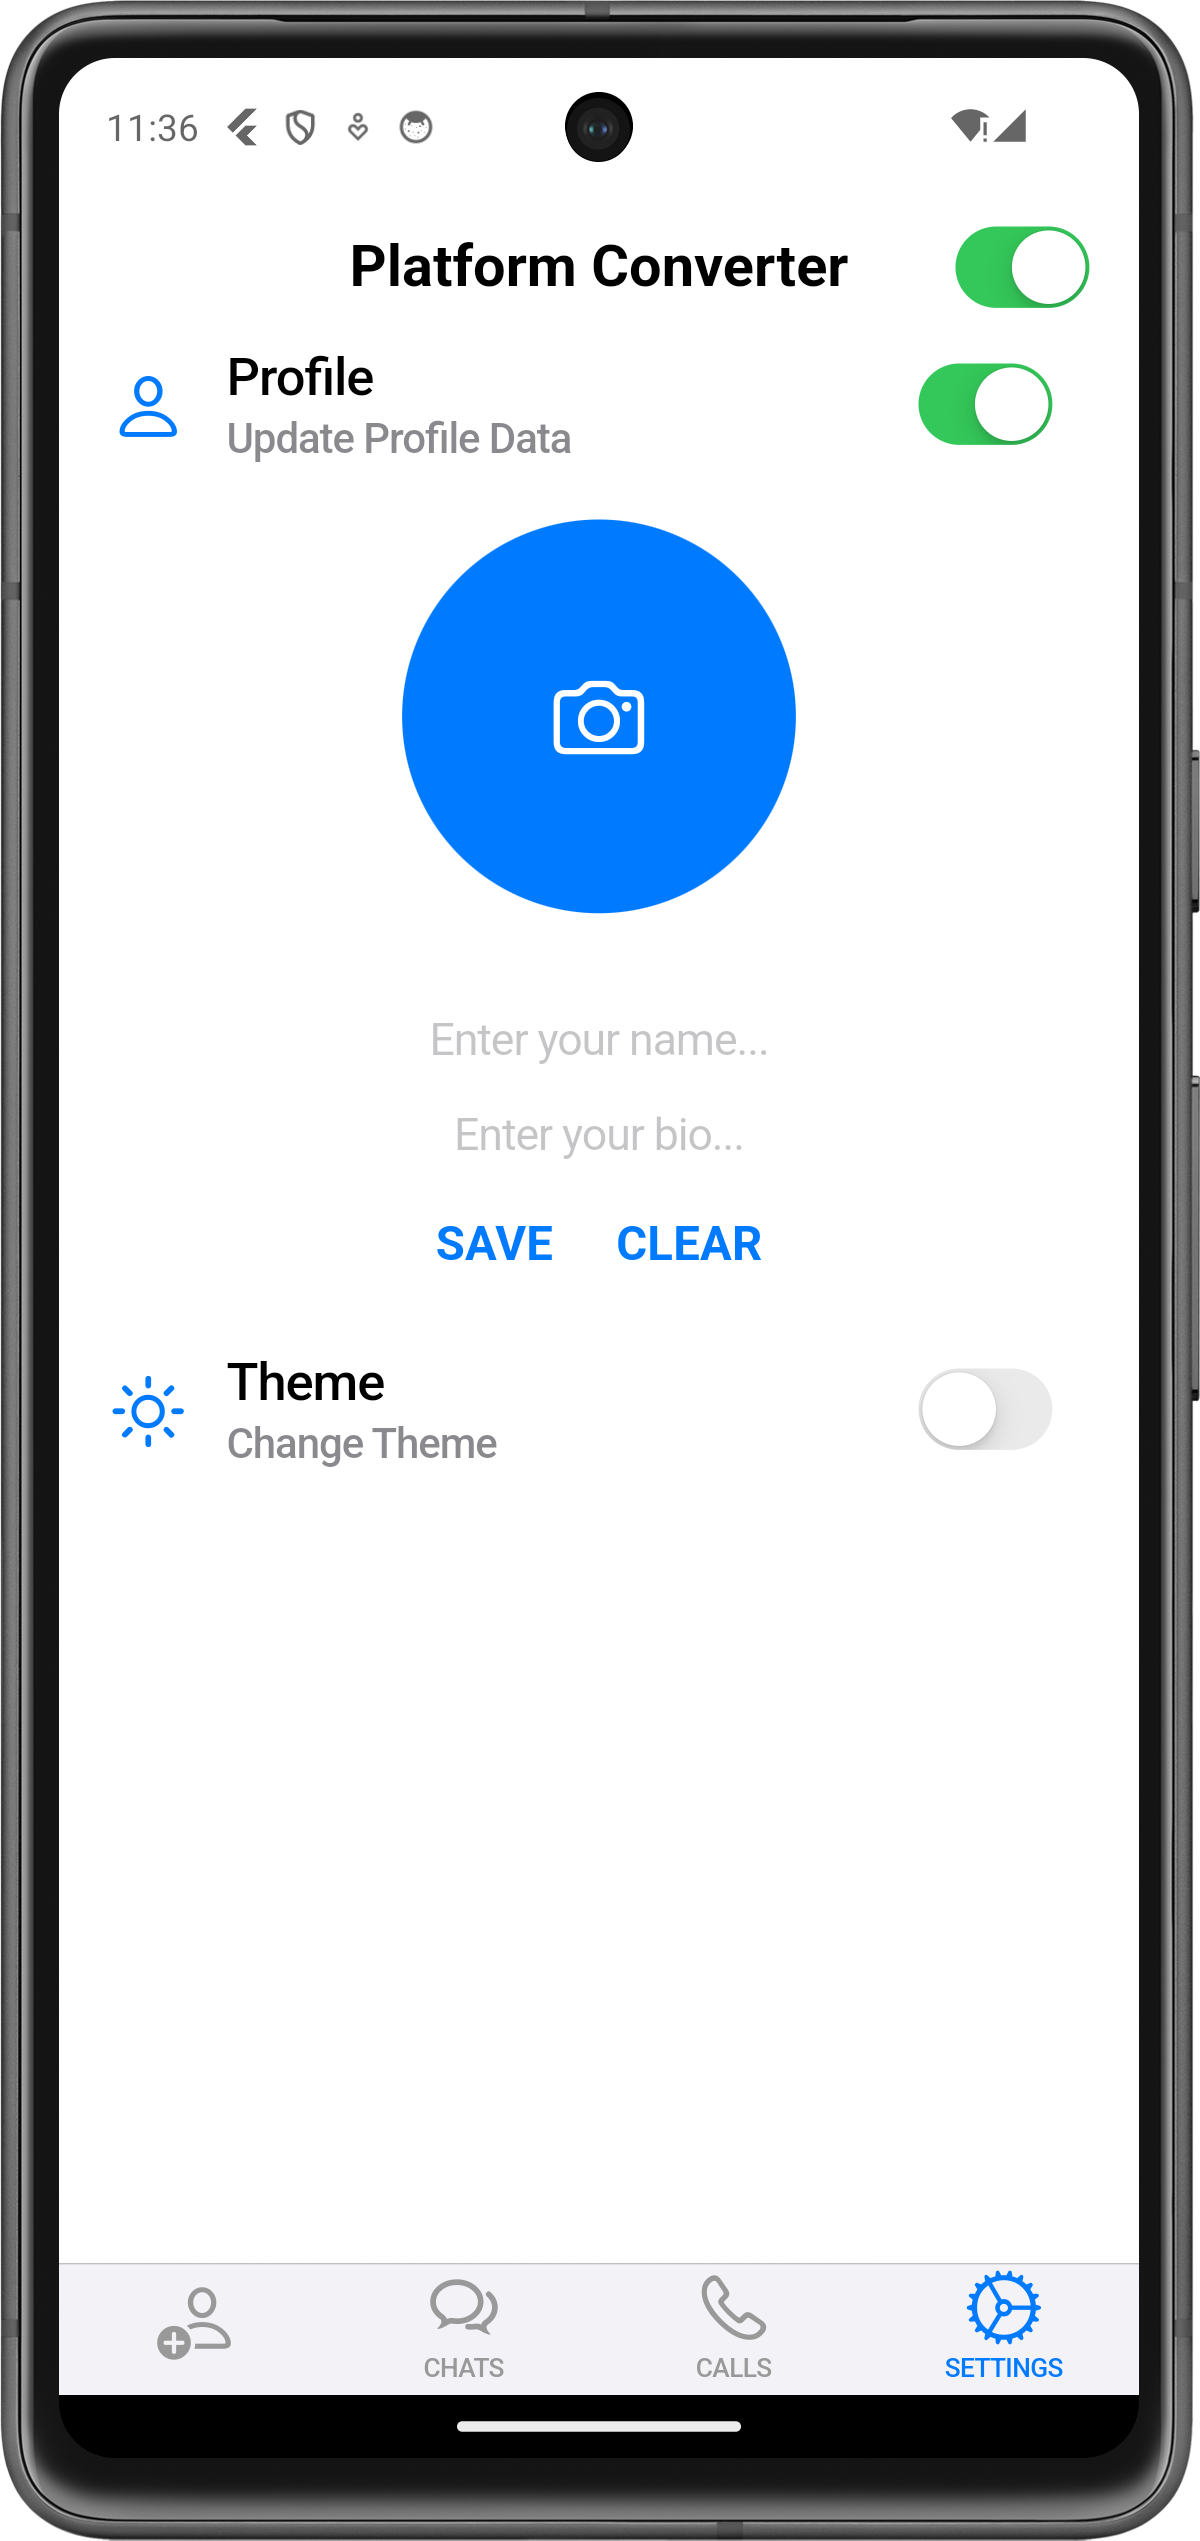 11:36
Platform Converter
Profile
Update Profile Data
Enter your name...
Enter your bio...
SAVE CLEAR
Theme
Change Theme
CHATS CALLS SETTINGS